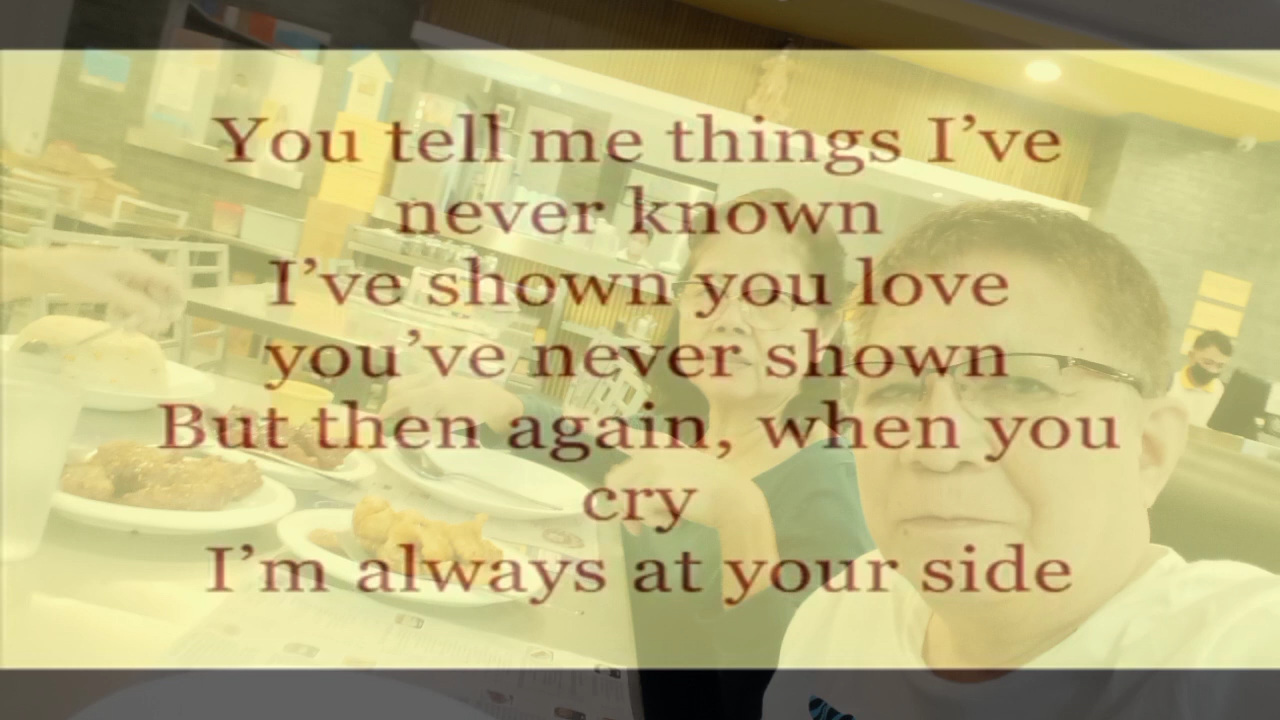 You tell me things I've
never known
I've shown you love
you've never shown
But then again, when you
cry
I'm always at your side